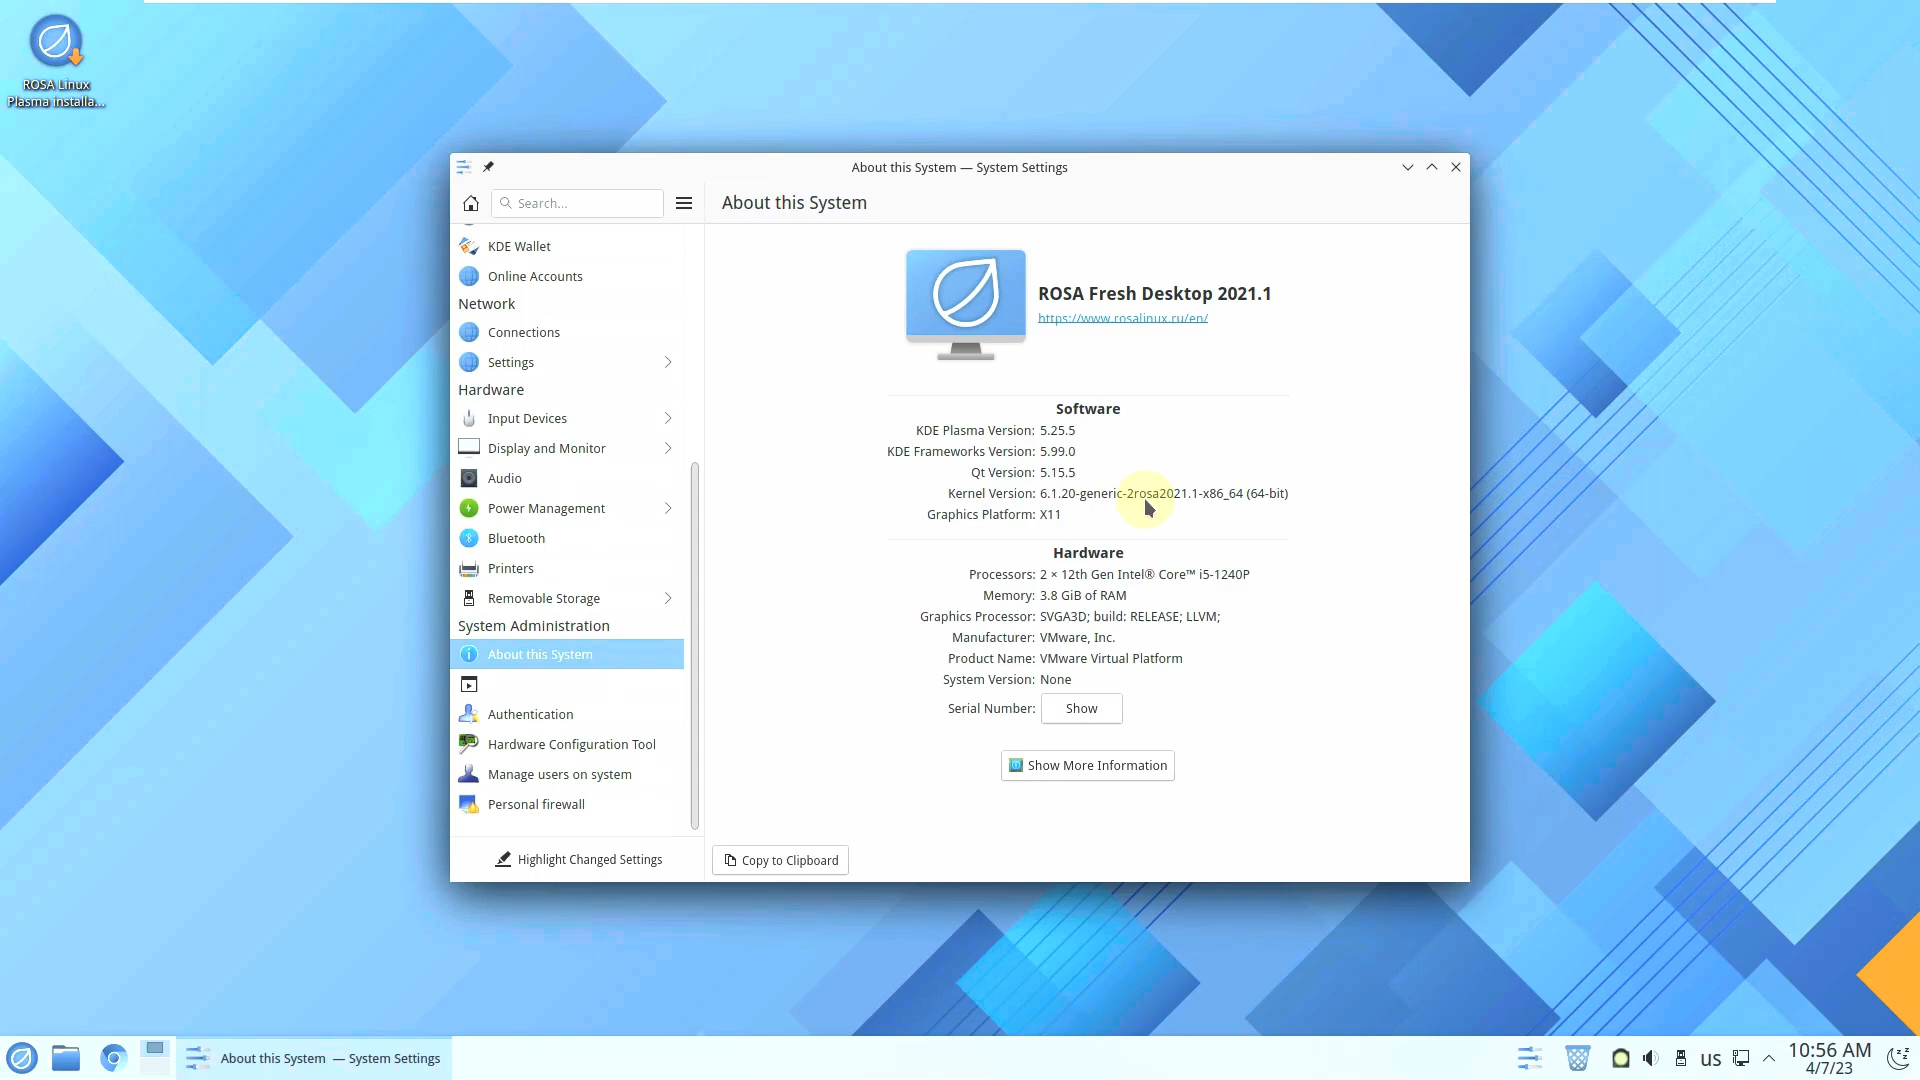 ROSA Linux
Plasma installa...
About this System — System Settings
Search...
About this System
KDE Wallet
Online Accounts
Network
Connections
Settings
Hardware
Input Devices
Display and Monitor
Audio
Power Management
Bluetooth
Printers
Removable Storage
System Administration
About this System
Authentication
Hardware Configuration Tool
Manage users on system
Personal firewall
Highlight Changed Settings
ROSA Fresh Desktop 2021.1
https://www.rosalinux.ru/en/
Software
KDE Plasma Version: 5.25.5
KDE Frameworks Version: 5.99.0
Qt Version: 5.15.5
Kernel Version: 6.1.20-generic-2rosa2021.1-x86_64 (64-bit)
Graphics Platform: X11
Hardware
Processors: 2 × 12th Gen Intel® Core™ i5-1240P
Memory: 3.8 GiB of RAM
Graphics Processor: SVGA3D; build: RELEASE; LLVM;
Manufacturer: VMware, Inc.
Product Name: VMware Virtual Platform
System Version: None
Serial Number: Show
Show More Information
Copy to Clipboard
About this System — System Settings
us
10:56 AM
4/7/23